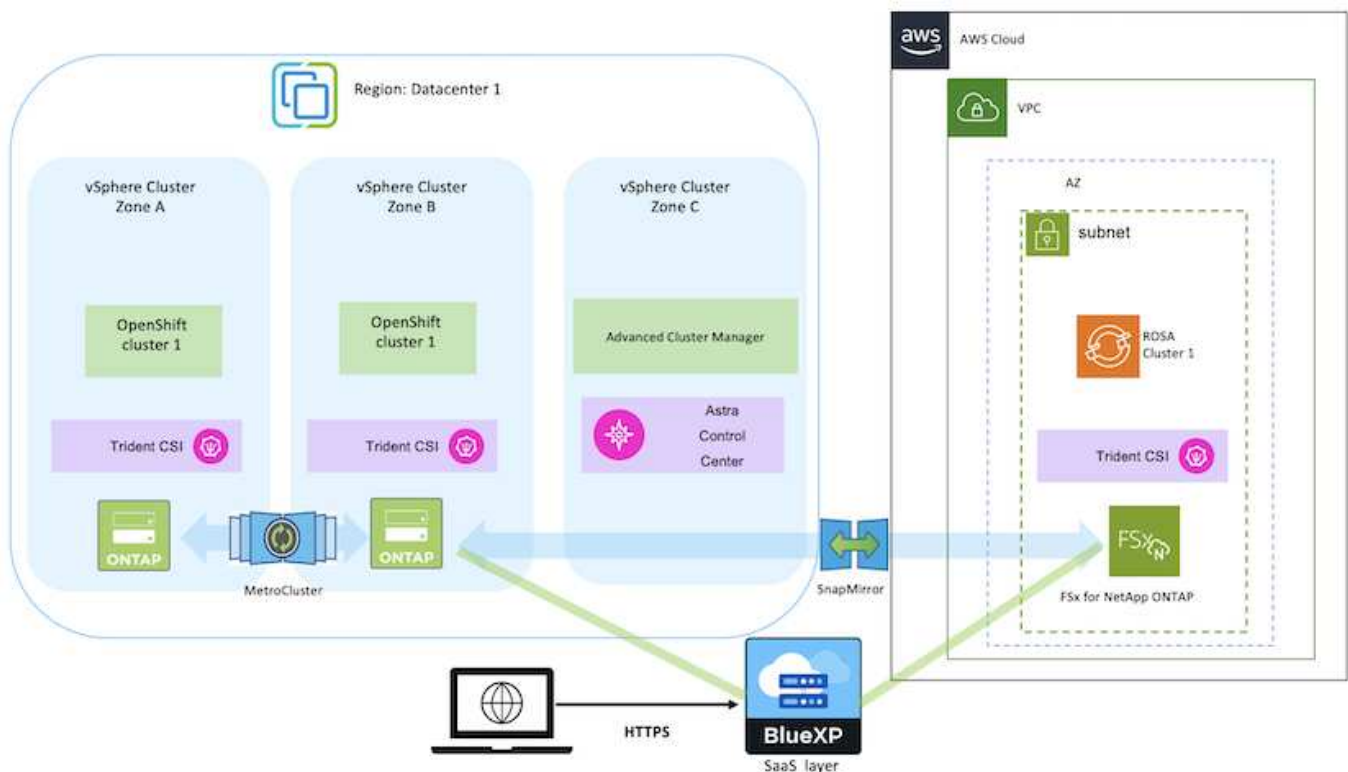 aws
AWS Cloud
Region: Datacenter 1
VPC
vSphere Cluster
Zone A
vSphere Cluster
Zone B
vSphere Cluster
Zone C
AZ
subnet
OpenShift
cluster 1
OpenShift
cluster 1
Advanced Cluster Manager
ROSA
Cluster 1
Trident CSI
Trident CSI
Astra
Control
Center
Trident CSI
ONTAP
ONTAP
FSx
N
MetroCluster
SnapMirror
FSx for NetApp ONTAP
HTTPS
BlueXP
SaaS layer